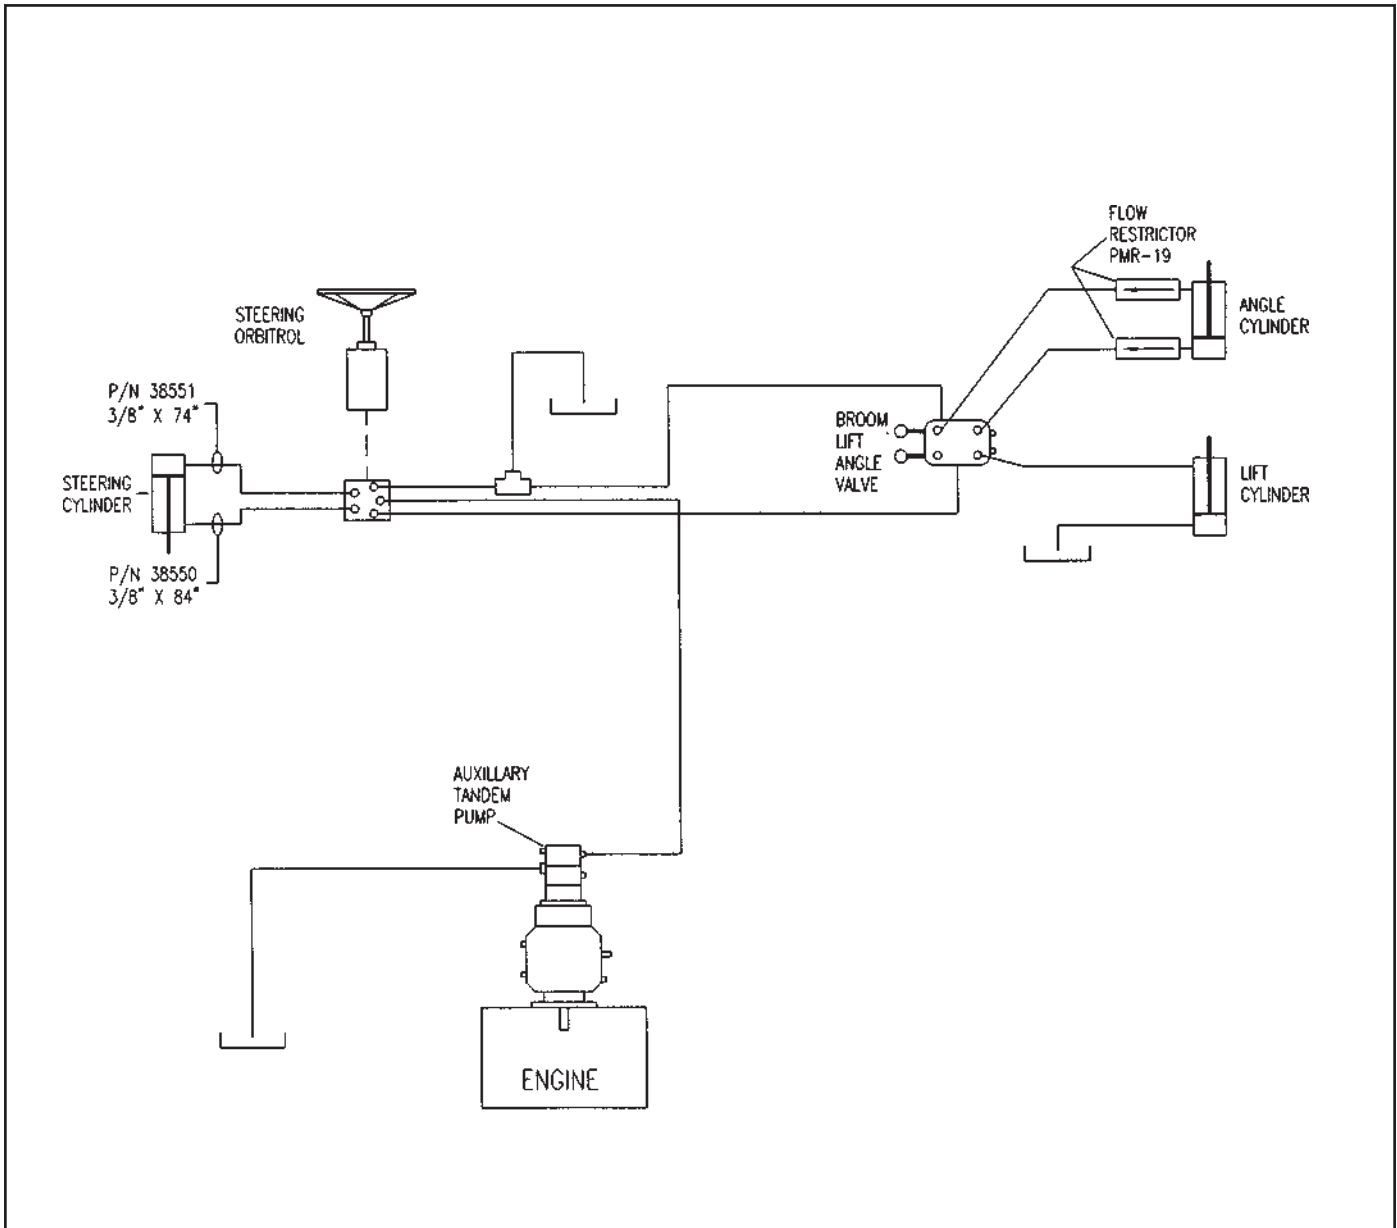 FLOW
RESTRICTOR
PMR-19
ANGLE
CYLINDER
STEERING
ORBITROL
P/N 38551
3/8" X 74"
BROOM
LIFT
ANGLE
VALVE
STEERING
CYLINDER
LIFT
CYLINDER
P/N 38550
3/8" X 84"
AUXILLARY
TANDEM
PUMP
ENGINE